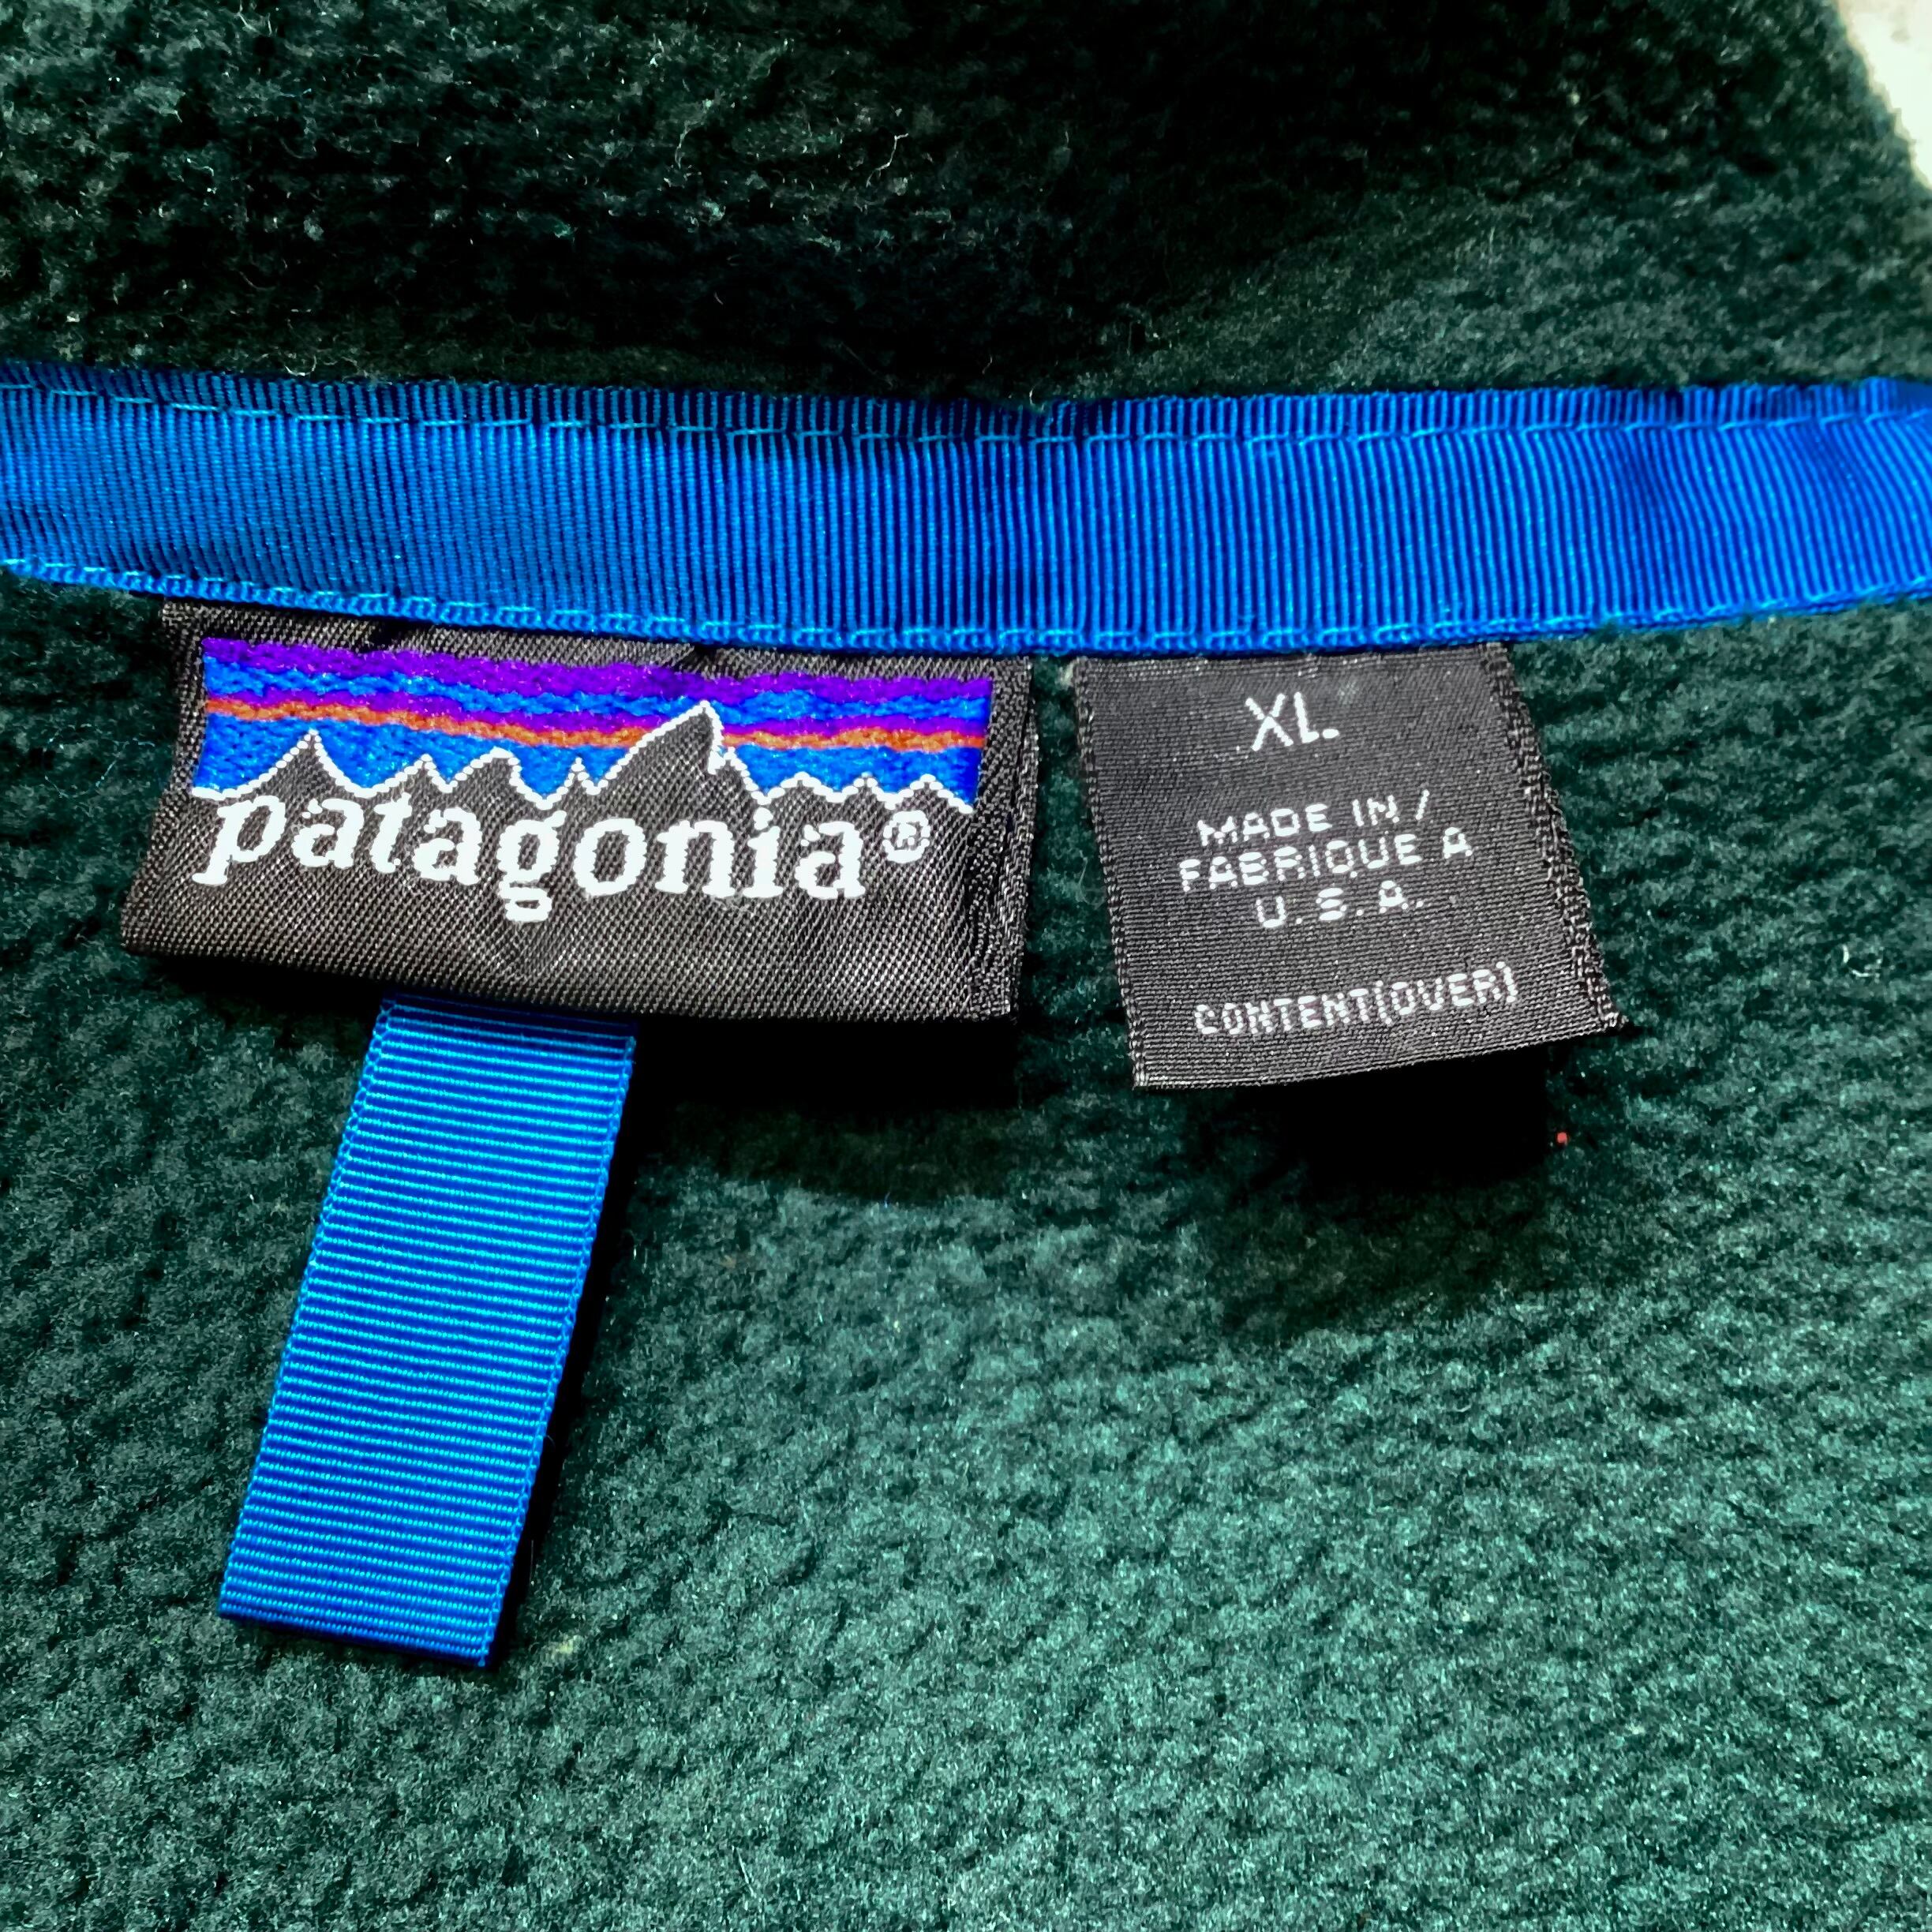 patagonia®
XL
MADE IN /
FABRIQUE A
U.S.A.
CONTENT(OVER)